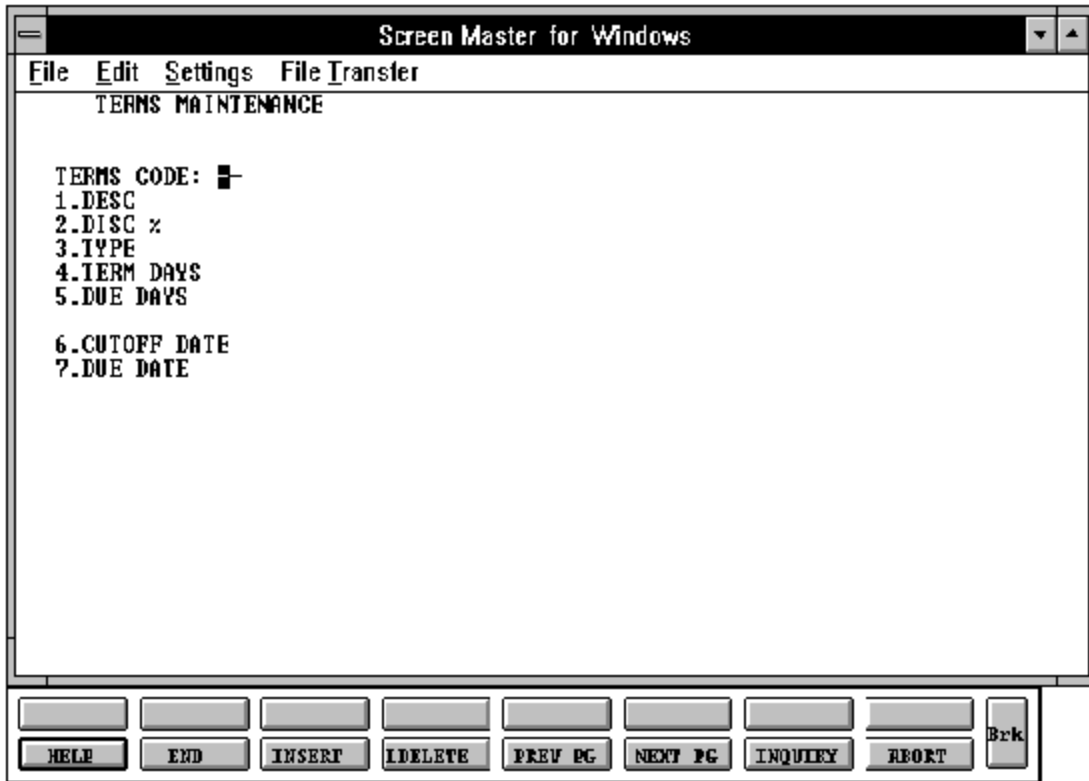 Screen Master for Windows
File Edit Settings File Transfer
TERMS MAINTENANCE
TERMS CODE:
1.DESC
2.DISC %
3.TYPE
4.TERM DAYS
5.DUE DAYS
6.CUTOFF DATE
7.DUE DATE
Brk
HELP END INSERT LDELETE PREV PG NEXT PG INQUIRY ABORT